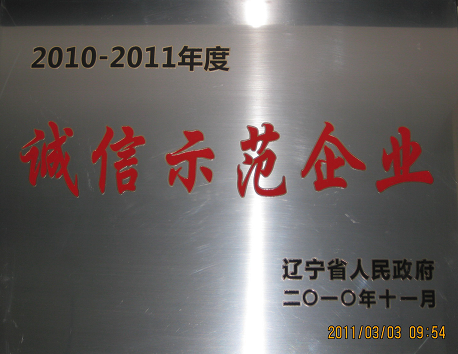 2010-2011年度
诚信示范企业
辽宁省人民政府
二〇一〇年十一月
2011/03/03 09:54